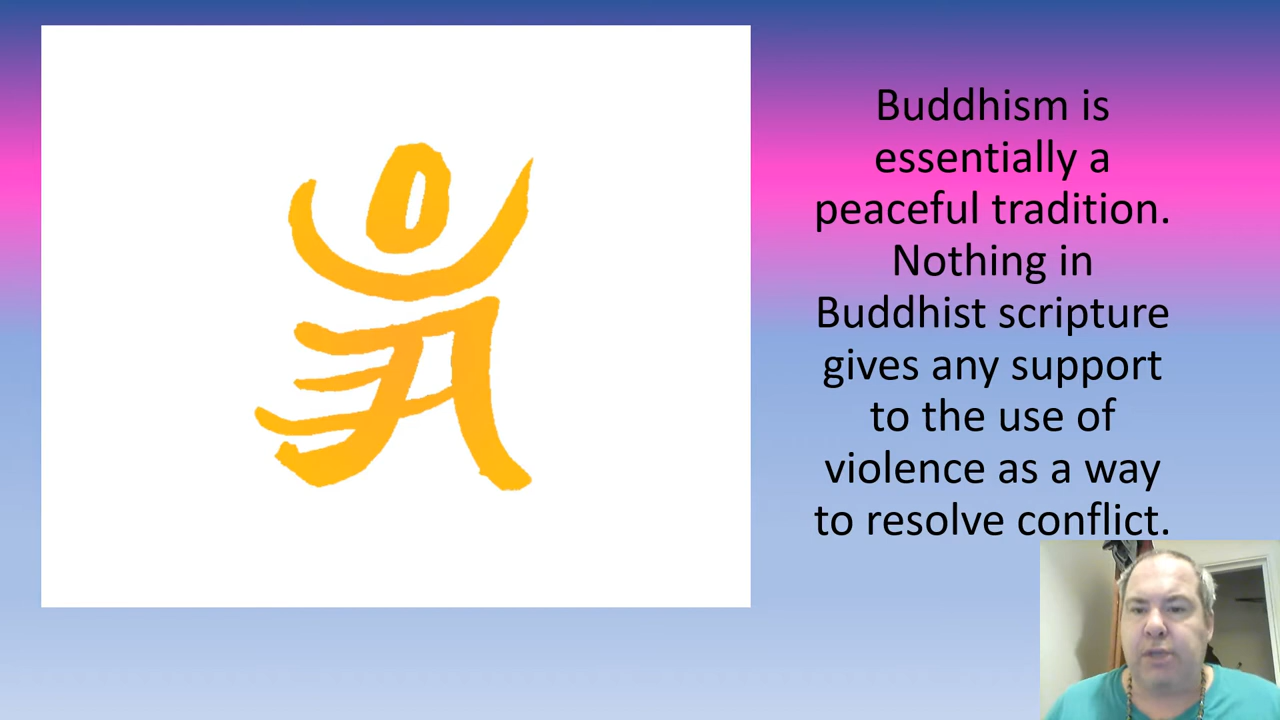 Buddhism is
essentially a
peaceful tradition.
Nothing in
Buddhist scripture
gives any support
to the use of
violence as a way
to resolve conflict.